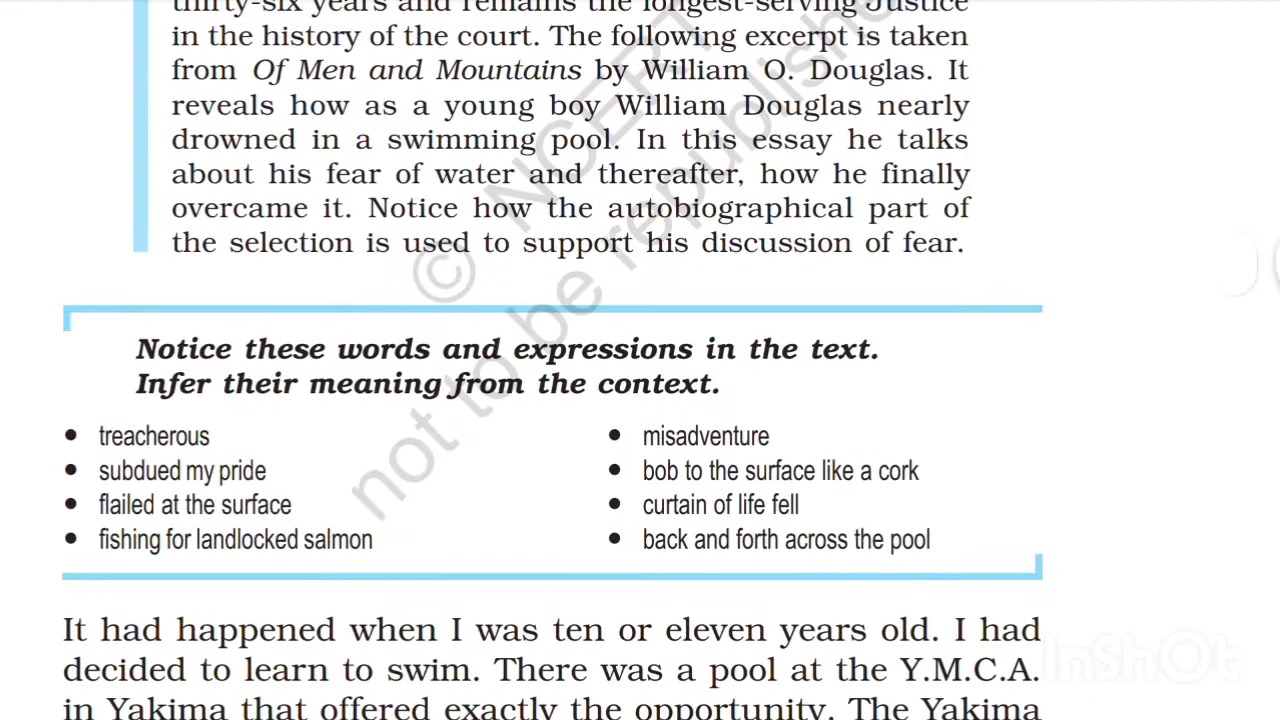 thirty-six years and remains the longest-serving Justice
in the history of the court. The following excerpt is taken
from Of Men and Mountains by William O. Douglas. It
reveals how as a young boy William Douglas nearly
drowned in a swimming pool. In this essay he talks
about his fear of water and thereafter, how he finally
overcame it. Notice how the autobiographical part of
the selection is used to support his discussion of fear.
© NCERT
not to be republished
Notice these words and expressions in the text.
Infer their meaning from the context.
• treacherous
• subdued my pride
• flailed at the surface
• fishing for landlocked salmon
• misadventure
• bob to the surface like a cork
• curtain of life fell
• back and forth across the pool
It had happened when I was ten or eleven years old. I had
decided to learn to swim. There was a pool at the Y.M.C.A.
in Yakima that offered exactly the opportunity. The Yakima
InShOt